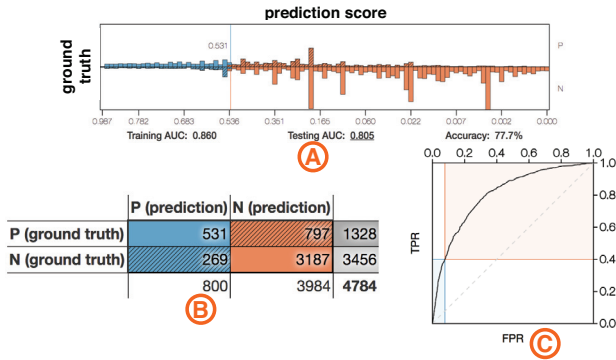 prediction score
ground truth
0.531
P
N
0.967 0.782 0.683 0.536 0.361 0.165 0.060 0.022 0.007 0.002 0.000
Training AUC: 0.860 Testing AUC: 0.805 Accuracy: 77.7%
A
P (prediction) N (prediction)
P (ground truth) 531 797 1328
N (ground truth) 269 3187 3456
800 3984 4784
B
0.0 0.2 0.4 0.6 0.8 1.0
1.0
0.8
0.6
0.4
0.2
0.0
TPR
FPR
C